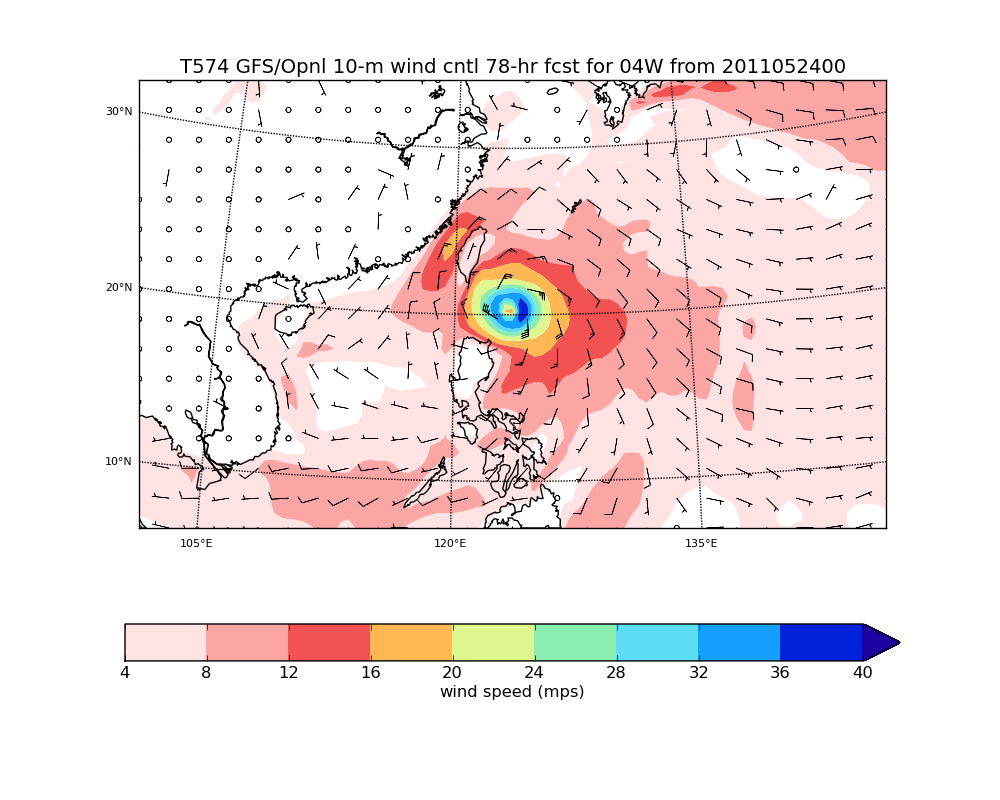 T574 GFS/Opnl 10-m wind cntl 78-hr fcst for 04W from 2011052400
30°N
20°N
10°N
105°E 120°E 135°E
4 8 12 16 20 24 28 32 36 40
wind speed (mps)